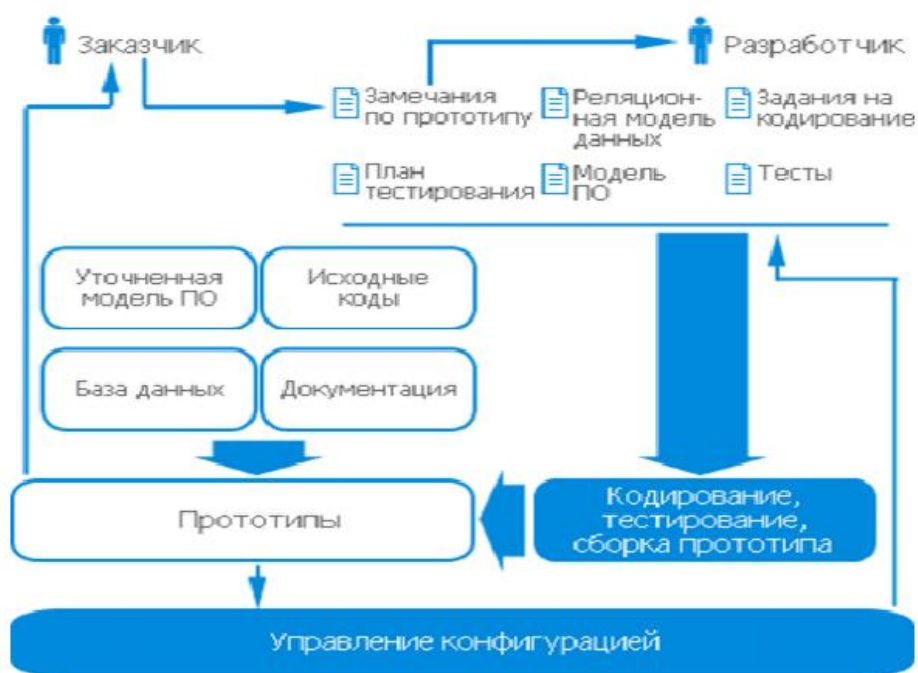 Заказчик
Разработчик
Замечания
по прототипу
Реляцион-
ная модель
данных
Задания на
кодирование
План
тестирования
Модель
ПО
Тесты
Уточненная
модель ПО
Исходные
коды
База данных
Документация
Прототипы
Кодирование,
тестирование,
сборка прототипа
Управление конфигурацией